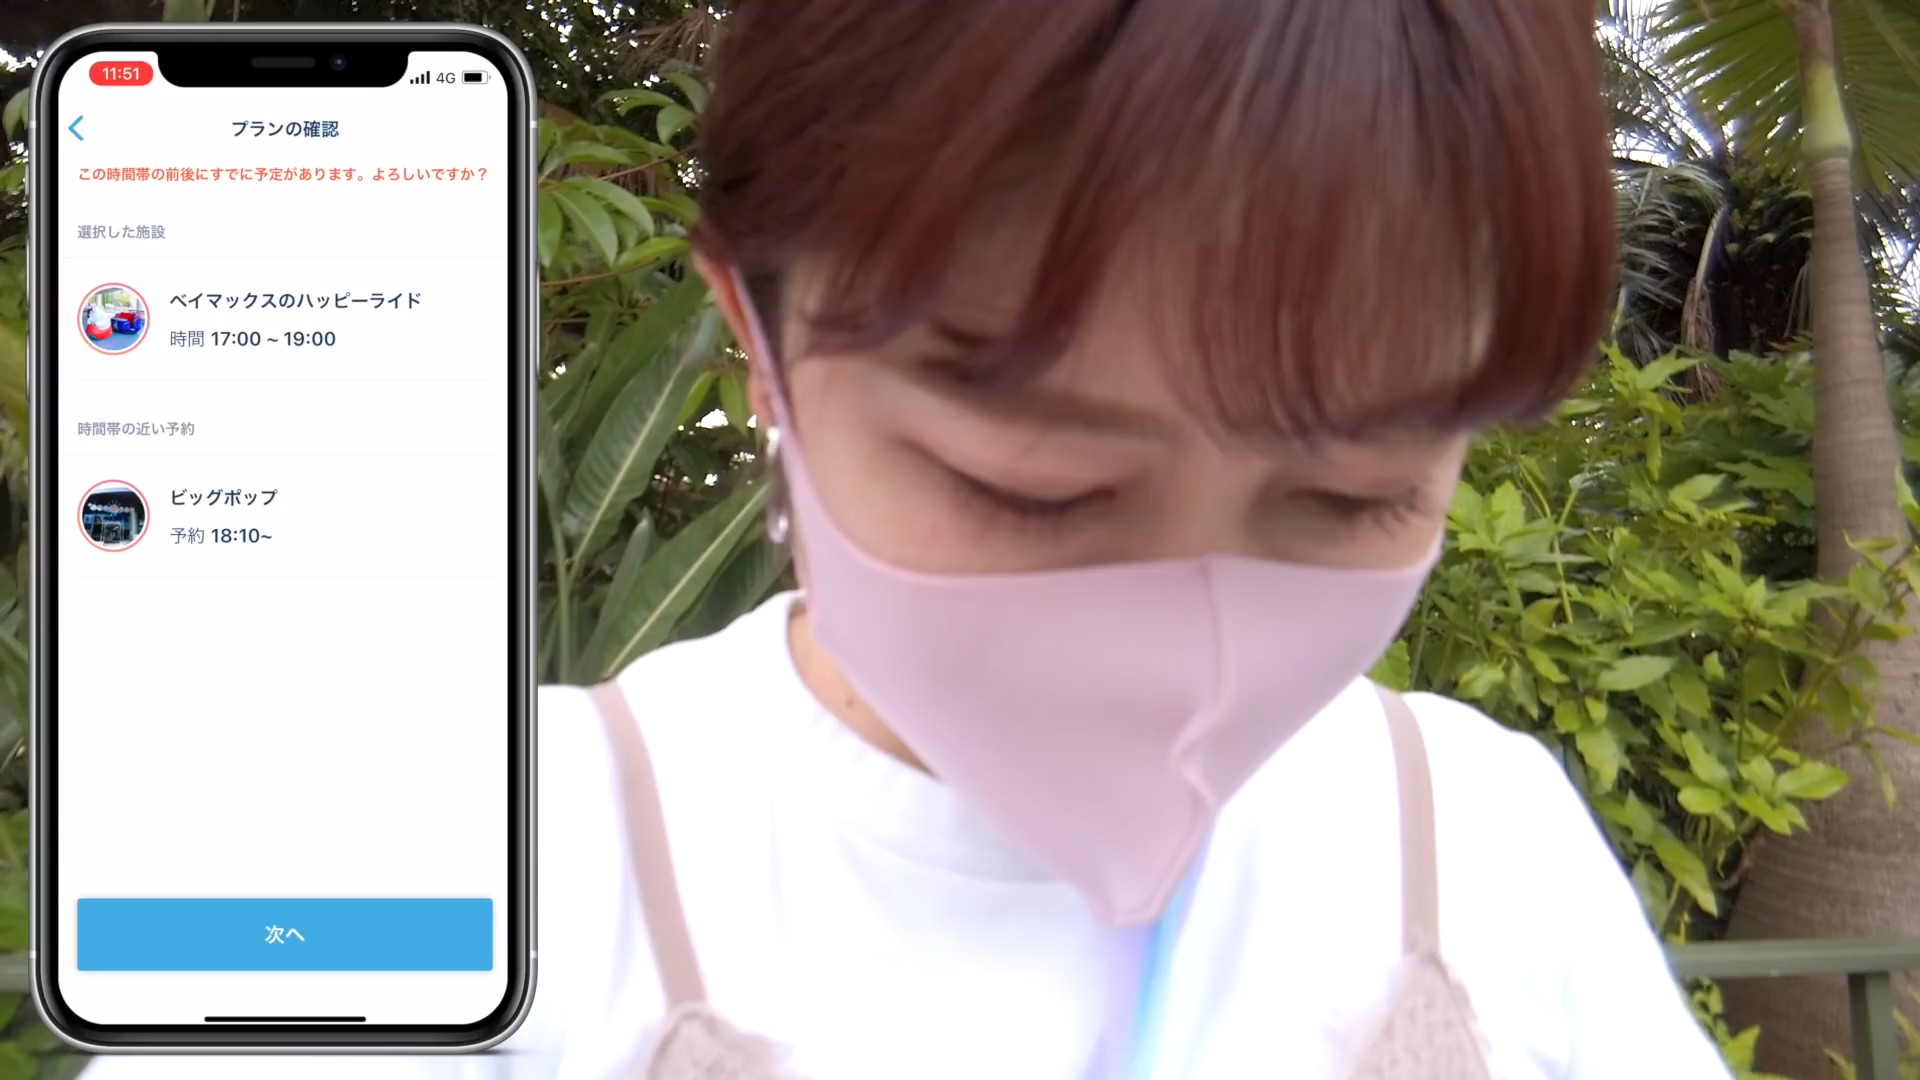 11:51
4G
プランの確認
この時間帯の前後にすでに予定があります。よろしいですか？
選択した施設
ベイマックスのハッピーライド
時間 17:00 ~ 19:00
時間帯の近い予約
ビッグポップ
予約 18:10~
次へ